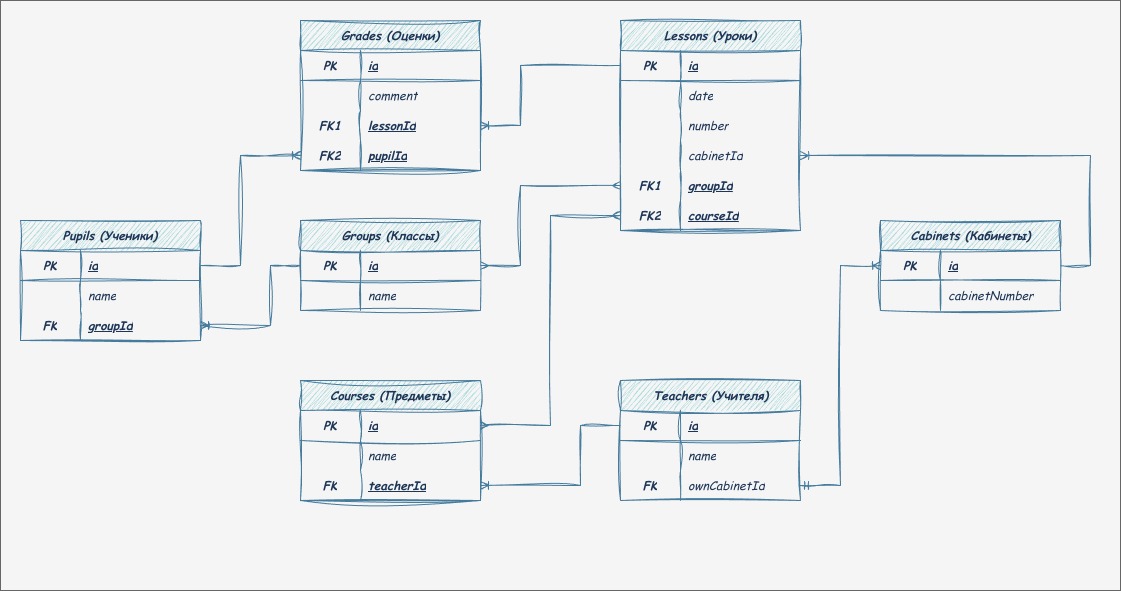 Grades (Оценки)
PK id
comment
FK1 lessonId
FK2 pupilId
Lessons (Уроки)
PK id
date
number
cabinetId
FK1 groupId
FK2 courseId
Pupils (Ученики)
PK id
name
FK groupId
Groups (Классы)
PK id
name
Cabinets (Кабинеты)
PK id
cabinetNumber
Courses (Предметы)
PK id
name
FK teacherId
Teachers (Учителя)
PK id
name
FK ownCabinetId